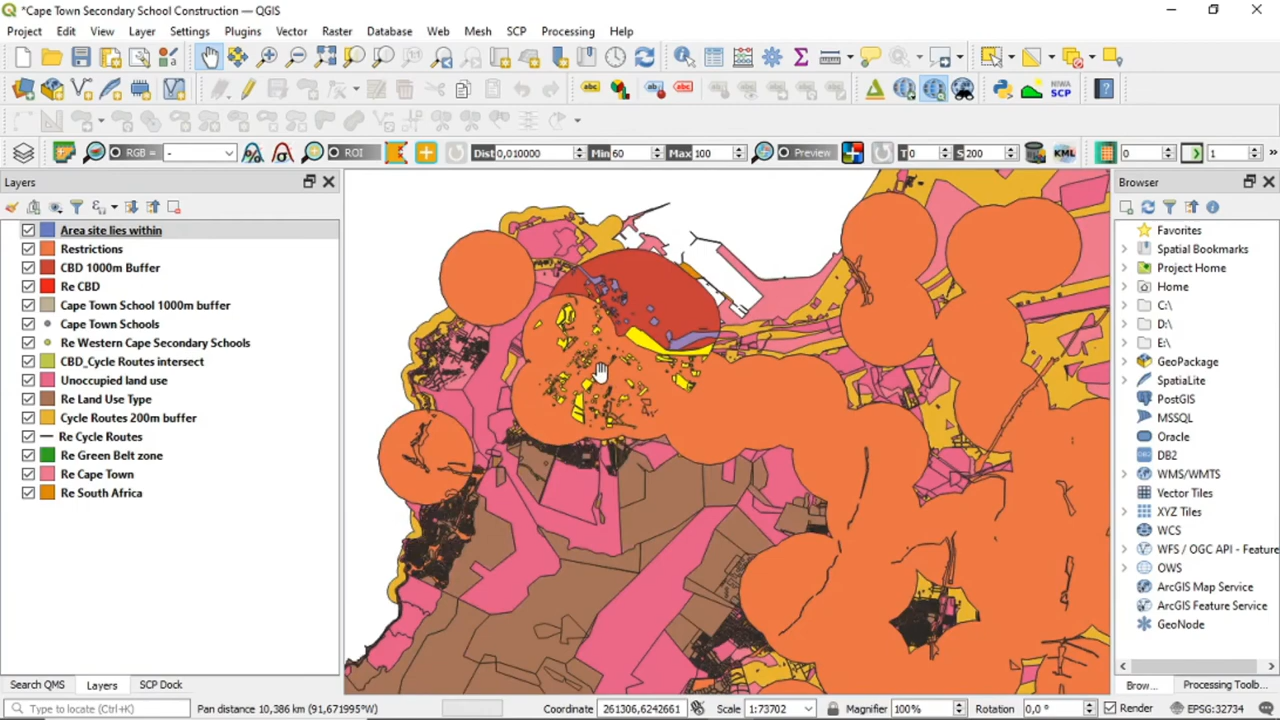 *Cape Town Secondary School Construction — QGIS
Project Edit View Layer Settings Plugins Vector Raster Database Web Mesh SCP Processing Help
abc abc abc
NIWA
SCP
RGB = - ROI Dist 0,010000 Min 60 Max 100 Preview T 0 S 200 KML 0 1 »
Layers
Area site lies within
Restrictions
CBD 1000m Buffer
Re CBD
Cape Town School 1000m buffer
Cape Town Schools
Re Western Cape Secondary Schools
CBD_Cycle Routes intersect
Unoccupied land use
Re Land Use Type
Cycle Routes 200m buffer
Re Cycle Routes
Re Green Belt zone
Re Cape Town
Re South Africa
Browser
Favorites
Spatial Bookmarks
Project Home
Home
C:\
D:\
E:\
GeoPackage
SpatiaLite
PostGIS
MSSQL
Oracle
DB2
WMS/WMTS
Vector Tiles
XYZ Tiles
WCS
WFS / OGC API - Feature
OWS
ArcGIS Map Service
ArcGIS Feature Service
GeoNode
Search QMS Layers SCP Dock
Brow... Processing Toolb...
Type to locate (Ctrl+K) Pan distance 10,386 km (91,671449°W)
Coordinate 261306,6242661 Scale 1:73702 Magnifier 100% Rotation 0,0 ° Render EPSG:32734